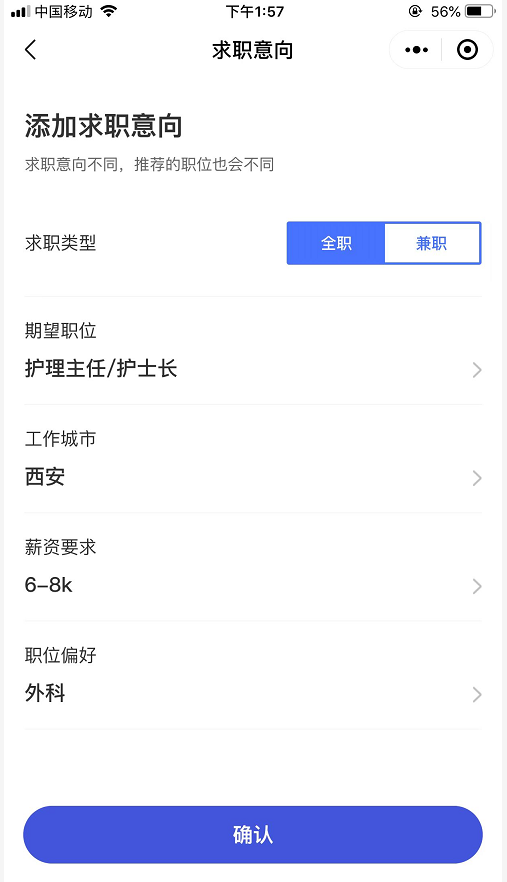 中国移动 下午1:57 56%
求职意向
添加求职意向
求职意向不同，推荐的职位也会不同
求职类型 全职 兼职
期望职位
护理主任/护士长
工作城市
西安
薪资要求
6-8k
职位偏好
外科
确认